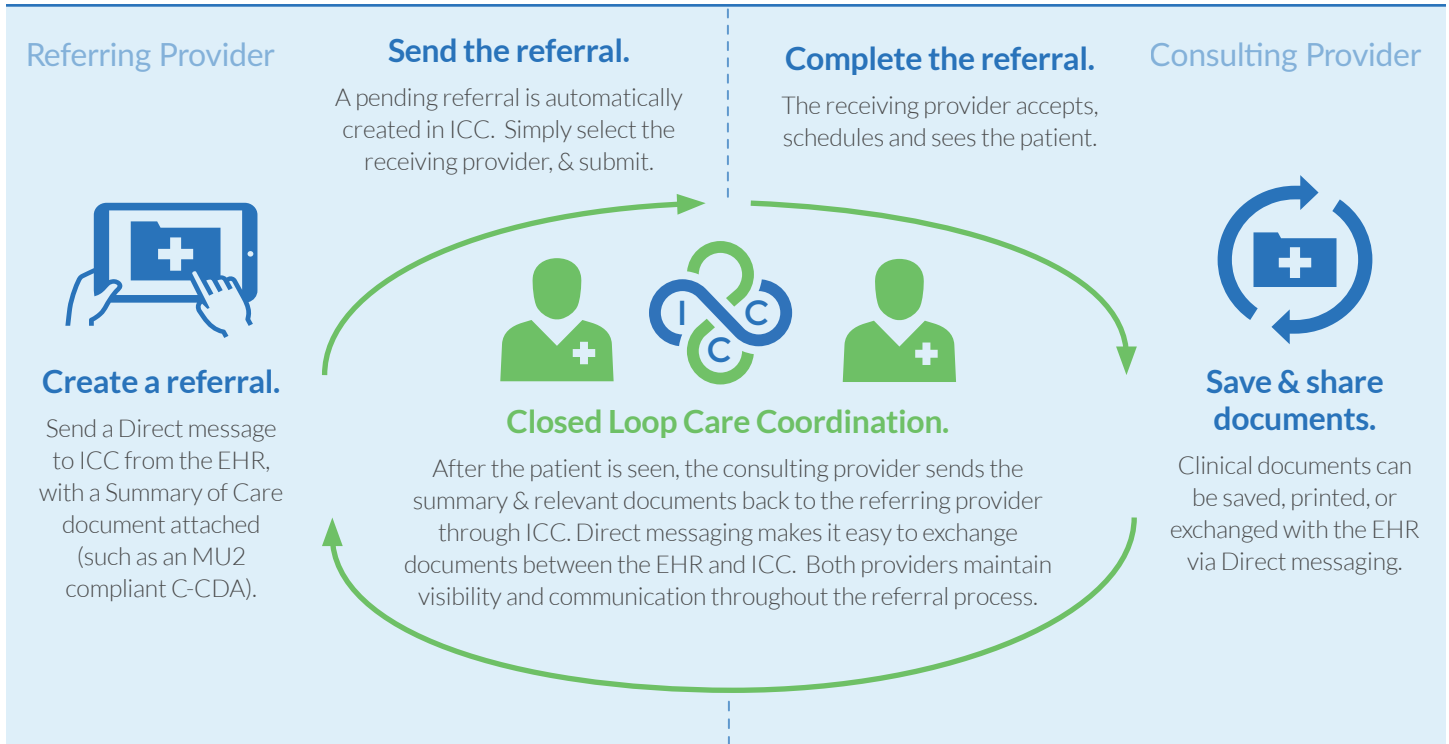 Referring Provider
Send the referral.
A pending referral is automatically
created in ICC. Simply select the
receiving provider, & submit.
Complete the referral.
The receiving provider accepts,
schedules and sees the patient.
Consulting Provider
Create a referral.
Send a Direct message
to ICC from the EHR,
with a Summary of Care
document attached
(such as an MU2
compliant C-CDA).
I C
C
Closed Loop Care Coordination.
After the patient is seen, the consulting provider sends the
summary & relevant documents back to the referring provider
through ICC. Direct messaging makes it easy to exchange
documents between the EHR and ICC. Both providers maintain
visibility and communication throughout the referral process.
Save & share
documents.
Clinical documents can
be saved, printed, or
exchanged with the EHR
via Direct messaging.